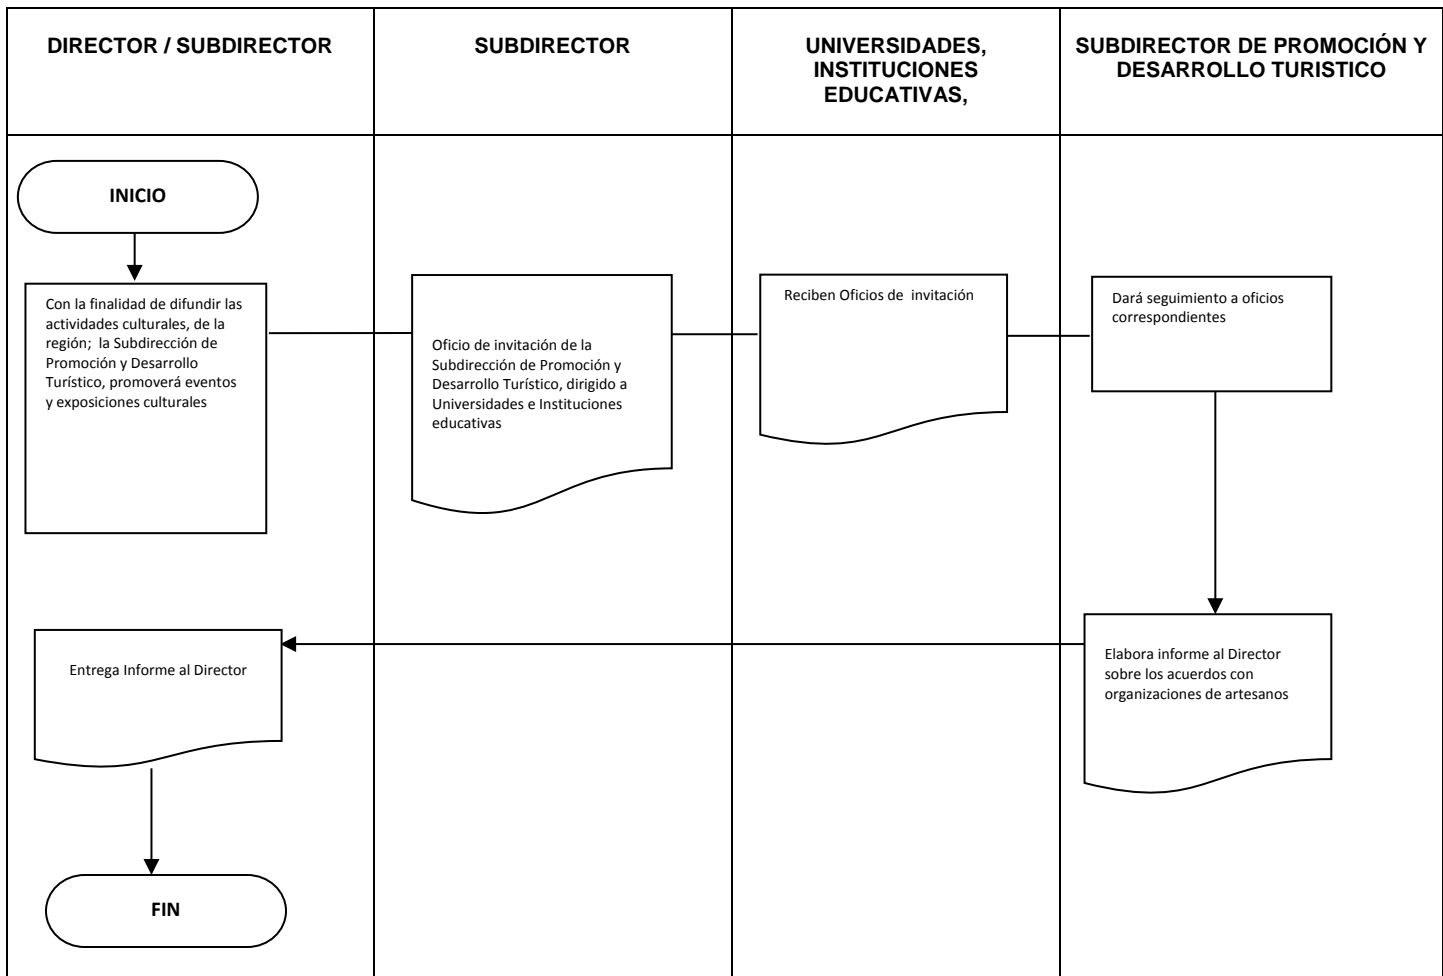 DIRECTOR / SUBDIRECTOR
SUBDIRECTOR
UNIVERSIDADES,
INSTITUCIONES
EDUCATIVAS,
SUBDIRECTOR DE PROMOCIÓN Y
DESARROLLO TURISTICO
INICIO
Con la finalidad de difundir las
actividades culturales, de la
región; la Subdirección de
Promoción y Desarrollo
Turístico, promoverá eventos
y exposiciones culturales
Oficio de invitación de la
Subdirección de Promoción y
Desarrollo Turístico, dirigido a
Universidades e Instituciones
educativas
Reciben Oficios de invitación
Dará seguimiento a oficios
correspondientes
Elabora informe al Director
sobre los acuerdos con
organizaciones de artesanos
Entrega Informe al Director
FIN